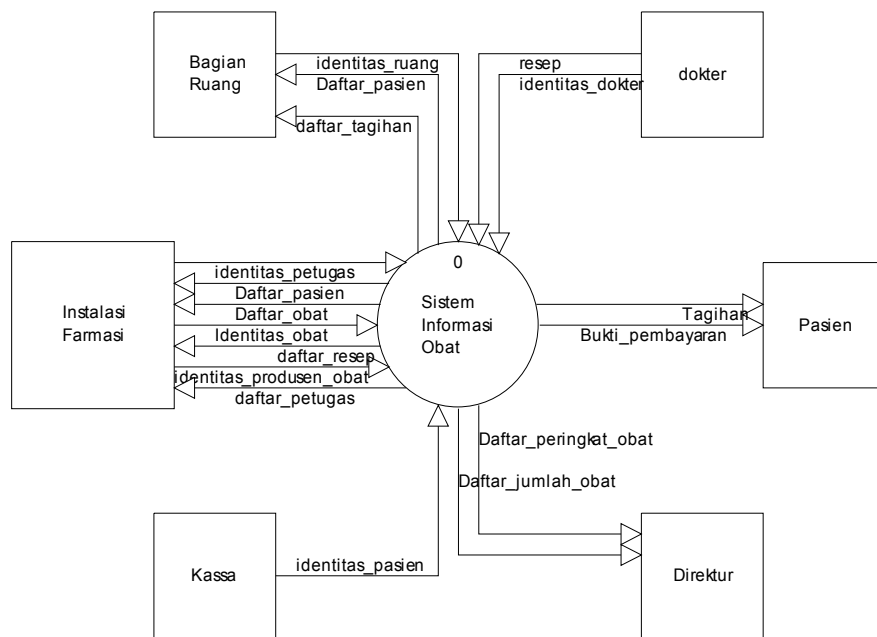 Bagian
Ruang
identitas_ruang
Daftar_pasien
daftar_tagihan
resep
identitas_dokter
dokter
Instalasi
Farmasi
identitas_petugas
Daftar_pasien
Daftar_obat
Identitas_obat
daftar_resep
identitas_produsen_obat
daftar_petugas
0
Sistem
Informasi
Obat
Tagihan
Bukti_pembayaran
Pasien
Daftar_peringkat_obat
Daftar_jumlah_obat
Kassa
identitas_pasien
Direktur